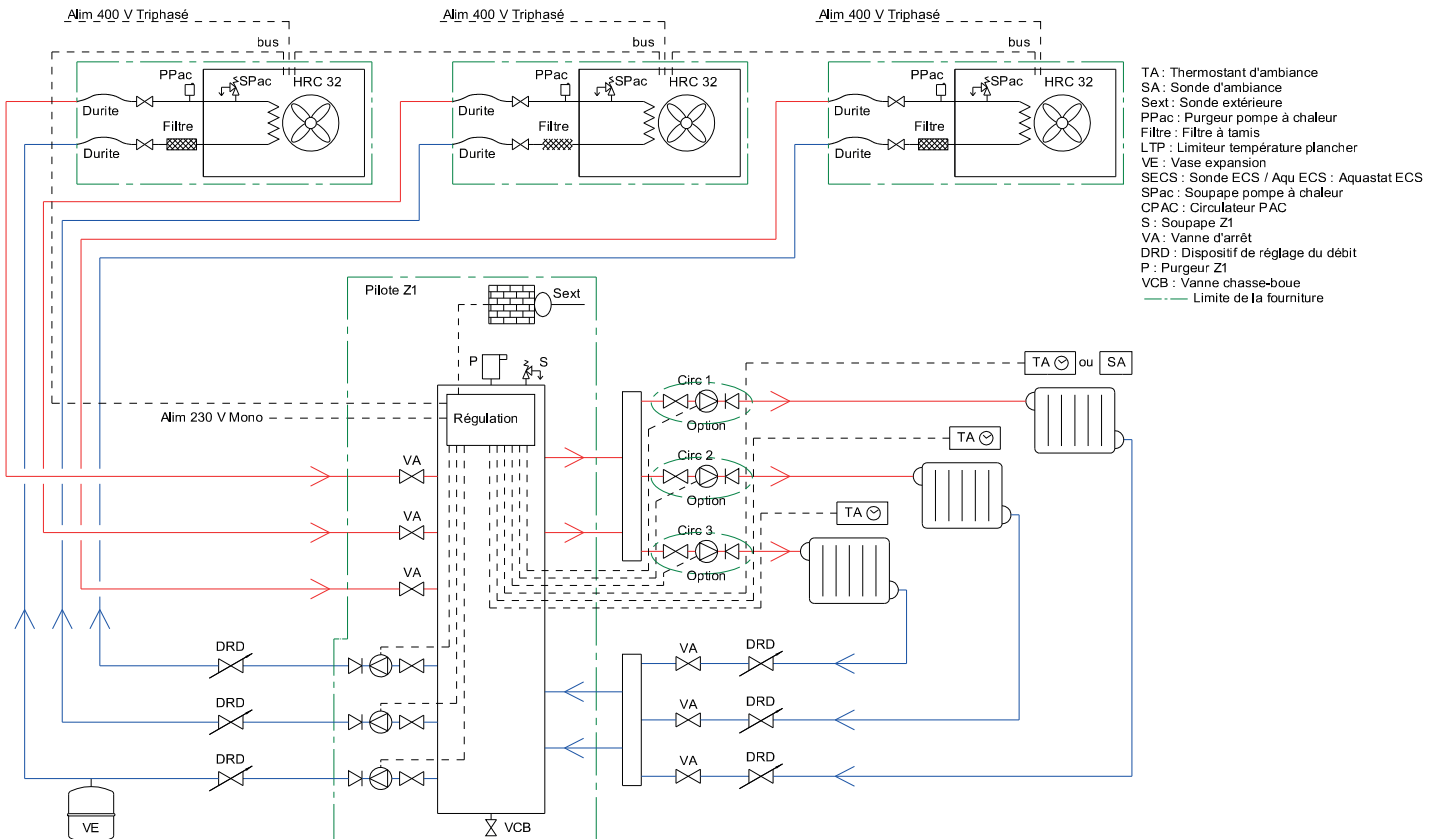 Alim 400 V Triphasé
Alim 400 V Triphasé
Alim 400 V Triphasé
bus
bus
bus
PPac
SPac
HRC 32
Durite
Filtre
Durite
PPac
SPac
HRC 32
Durite
Filtre
Durite
PPac
SPac
HRC 32
Durite
Filtre
Durite
TA : Thermostant d'ambiance
SA : Sonde d'ambiance
Sext : Sonde extérieure
PPac : Purgeur pompe à chaleur
Filtre : Filtre à tamis
LTP : Limiteur température plancher
VE : Vase expansion
SECS : Sonde ECS / Aqu ECS : Aquastat ECS
SPac : Soupape pompe à chaleur
CPAC : Circulateur PAC
S : Soupape Z1
VA : Vanne d'arrêt
DRD : Dispositif de réglage du débit
P : Purgeur Z1
VCB : Vanne chasse-boue
Limite de la fourniture
Pilote Z1
Sext
P
S
Régulation
Alim 230 V Mono
VA
VA
VA
Circ 1
Option
Circ 2
Option
Circ 3
Option
TA ou SA
TA
TA
DRD
DRD
DRD
VA DRD
VA DRD
VA DRD
VE
VCB